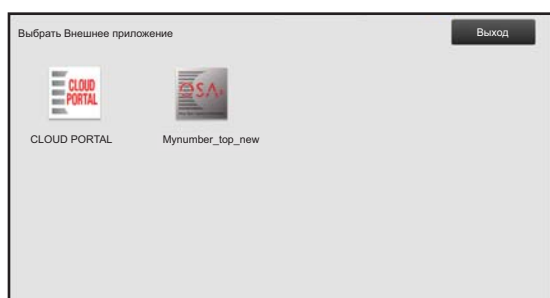 Выбрать Внешнее приложение
Выход
CLOUD
PORTAL
OSA
CLOUD PORTAL
Mynumber_top_new